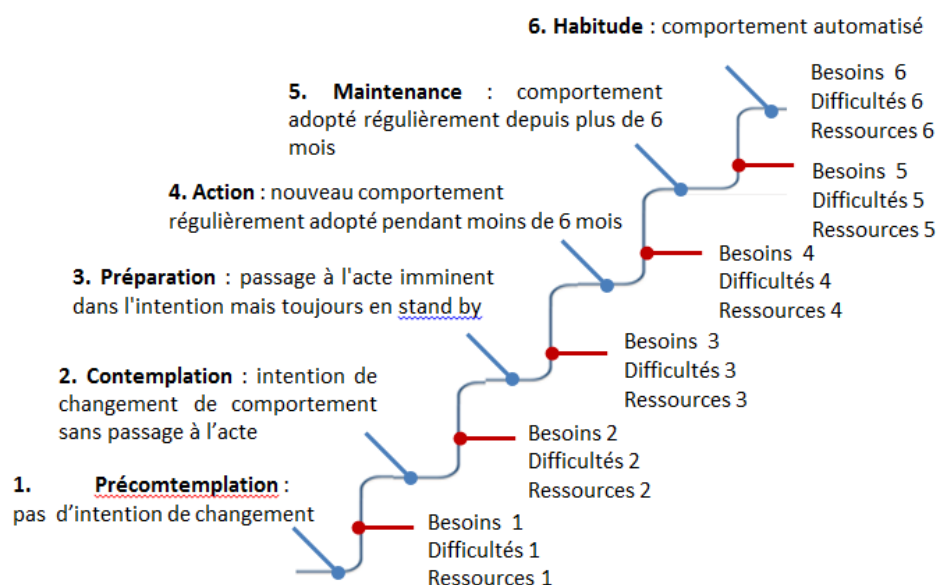 6. Habitude : comportement automatisé
Besoins 6
Difficultés 6
Ressources 6
5. Maintenance : comportement
adopté régulièrement depuis plus de 6
mois
Besoins 5
Difficultés 5
Ressources 5
4. Action : nouveau comportement
régulièrement adopté pendant moins de 6 mois
Besoins 4
Difficultés 4
Ressources 4
3. Préparation : passage à l'acte imminent
dans l'intention mais toujours en stand by
Besoins 3
Difficultés 3
Ressources 3
2. Contemplation : intention de
changement de comportement
sans passage à l’acte
Besoins 2
Difficultés 2
Ressources 2
1. Précomtemplation :
pas d’intention de changement
Besoins 1
Difficultés 1
Ressources 1